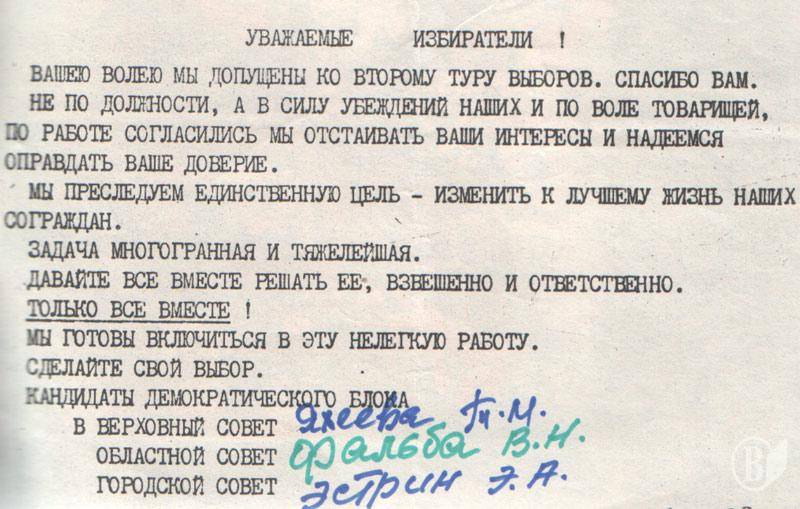 УВАЖАЕМЫЕ ИЗБИРАТЕЛИ !
ВАШЕЮ ВОЛЕЮ МЫ ДОПУЩЕНЫ КО ВТОРОМУ ТУРУ ВЫБОРОВ. СПАСИБО ВАМ.
НЕ ПО ДОЛЖНОСТИ, А В СИЛУ УБЕЖДЕНИЙ НАШИХ И ПО ВОЛЕ ТОВАРИЩЕЙ,
ПО РАБОТЕ СОГЛАСИЛИСЬ МЫ ОТСТАИВАТЬ ВАШИ ИНТЕРЕСЫ И НАДЕЕМСЯ
ОПРАВДАТЬ ВАШЕ ДОВЕРИЕ.
МЫ ПРЕСЛЕДУЕМ ЕДИНСТВЕННУЮ ЦЕЛЬ - ИЗМЕНИТЬ К ЛУЧШЕМУ ЖИЗНЬ НАШИХ
СОГРАЖДАН.
ЗАДАЧА МНОГОГРАННАЯ И ТЯЖЕЛЕЙШАЯ.
ДАВАЙТЕ ВСЕ ВМЕСТЕ РЕШАТЬ ЕЕ, ВЗВЕШЕННО И ОТВЕТСТВЕННО.
ТОЛЬКО ВСЕ ВМЕСТЕ !
МЫ ГОТОВЫ ВКЛЮЧИТЬСЯ В ЭТУ НЕЛЕГКУЮ РАБОТУ.
СДЕЛАЙТЕ СВОЙ ВЫБОР.
КАНДИДАТЫ ДЕМОКРАТИЧЕСКОГО БЛОКА
В ВЕРХОВНЫЙ СОВЕТ Яхеева Т.М.
ОБЛАСТНОЙ СОВЕТ Фальба В.Н.
ГОРОДСКОЙ СОВЕТ Эстрин Э.А.